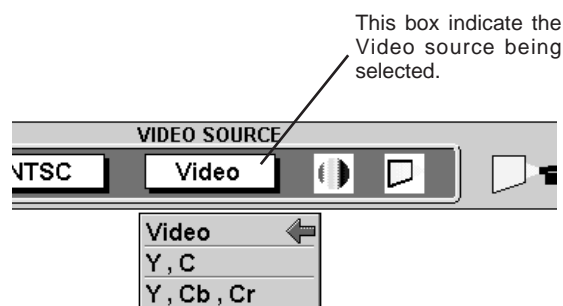 This box indicate the
Video source being
selected.
VIDEO SOURCE
NTSC Video
Video
Y , C
Y , Cb , Cr